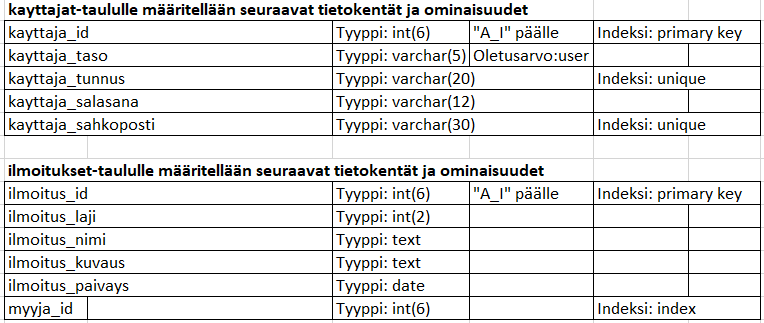 kayttajat-taululle määritellään seuraavat tietokentät ja ominaisuudet
kayttaja_id Tyyppi: int(6) "A_I" päälle Indeksi: primary key
kayttaja_taso Tyyppi: varchar(5) Oletusarvo:user
kayttaja_tunnus Tyyppi: varchar(20) Indeksi: unique
kayttaja_salasana Tyyppi: varchar(12)
kayttaja_sahkoposti Tyyppi: varchar(30) Indeksi: unique
ilmoitukset-taululle määritellään seuraavat tietokentät ja ominaisuudet
ilmoitus_id Tyyppi: int(6) "A_I" päälle Indeksi: primary key
ilmoitus_laji Tyyppi: int(2)
ilmoitus_nimi Tyyppi: text
ilmoitus_kuvaus Tyyppi: text
ilmoitus_paivays Tyyppi: date
myyja_id Tyyppi: int(6) Indeksi: index